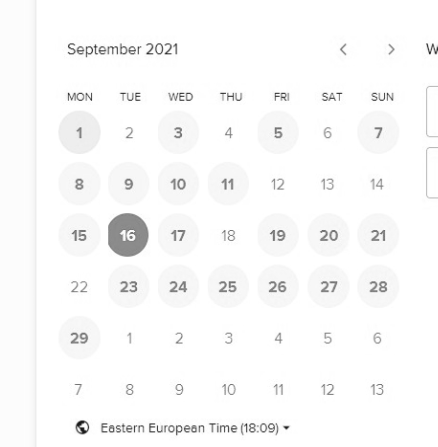 September 2021
W
MON TUE WED THU FRI SAT SUN
1 2 3 4 5 6 7
8 9 10 11 12 13 14
15 16 17 18 19 20 21
22 23 24 25 26 27 28
29 1 2 3 4 5 6
7 8 9 10 11 12 13
Eastern European Time (18:09)